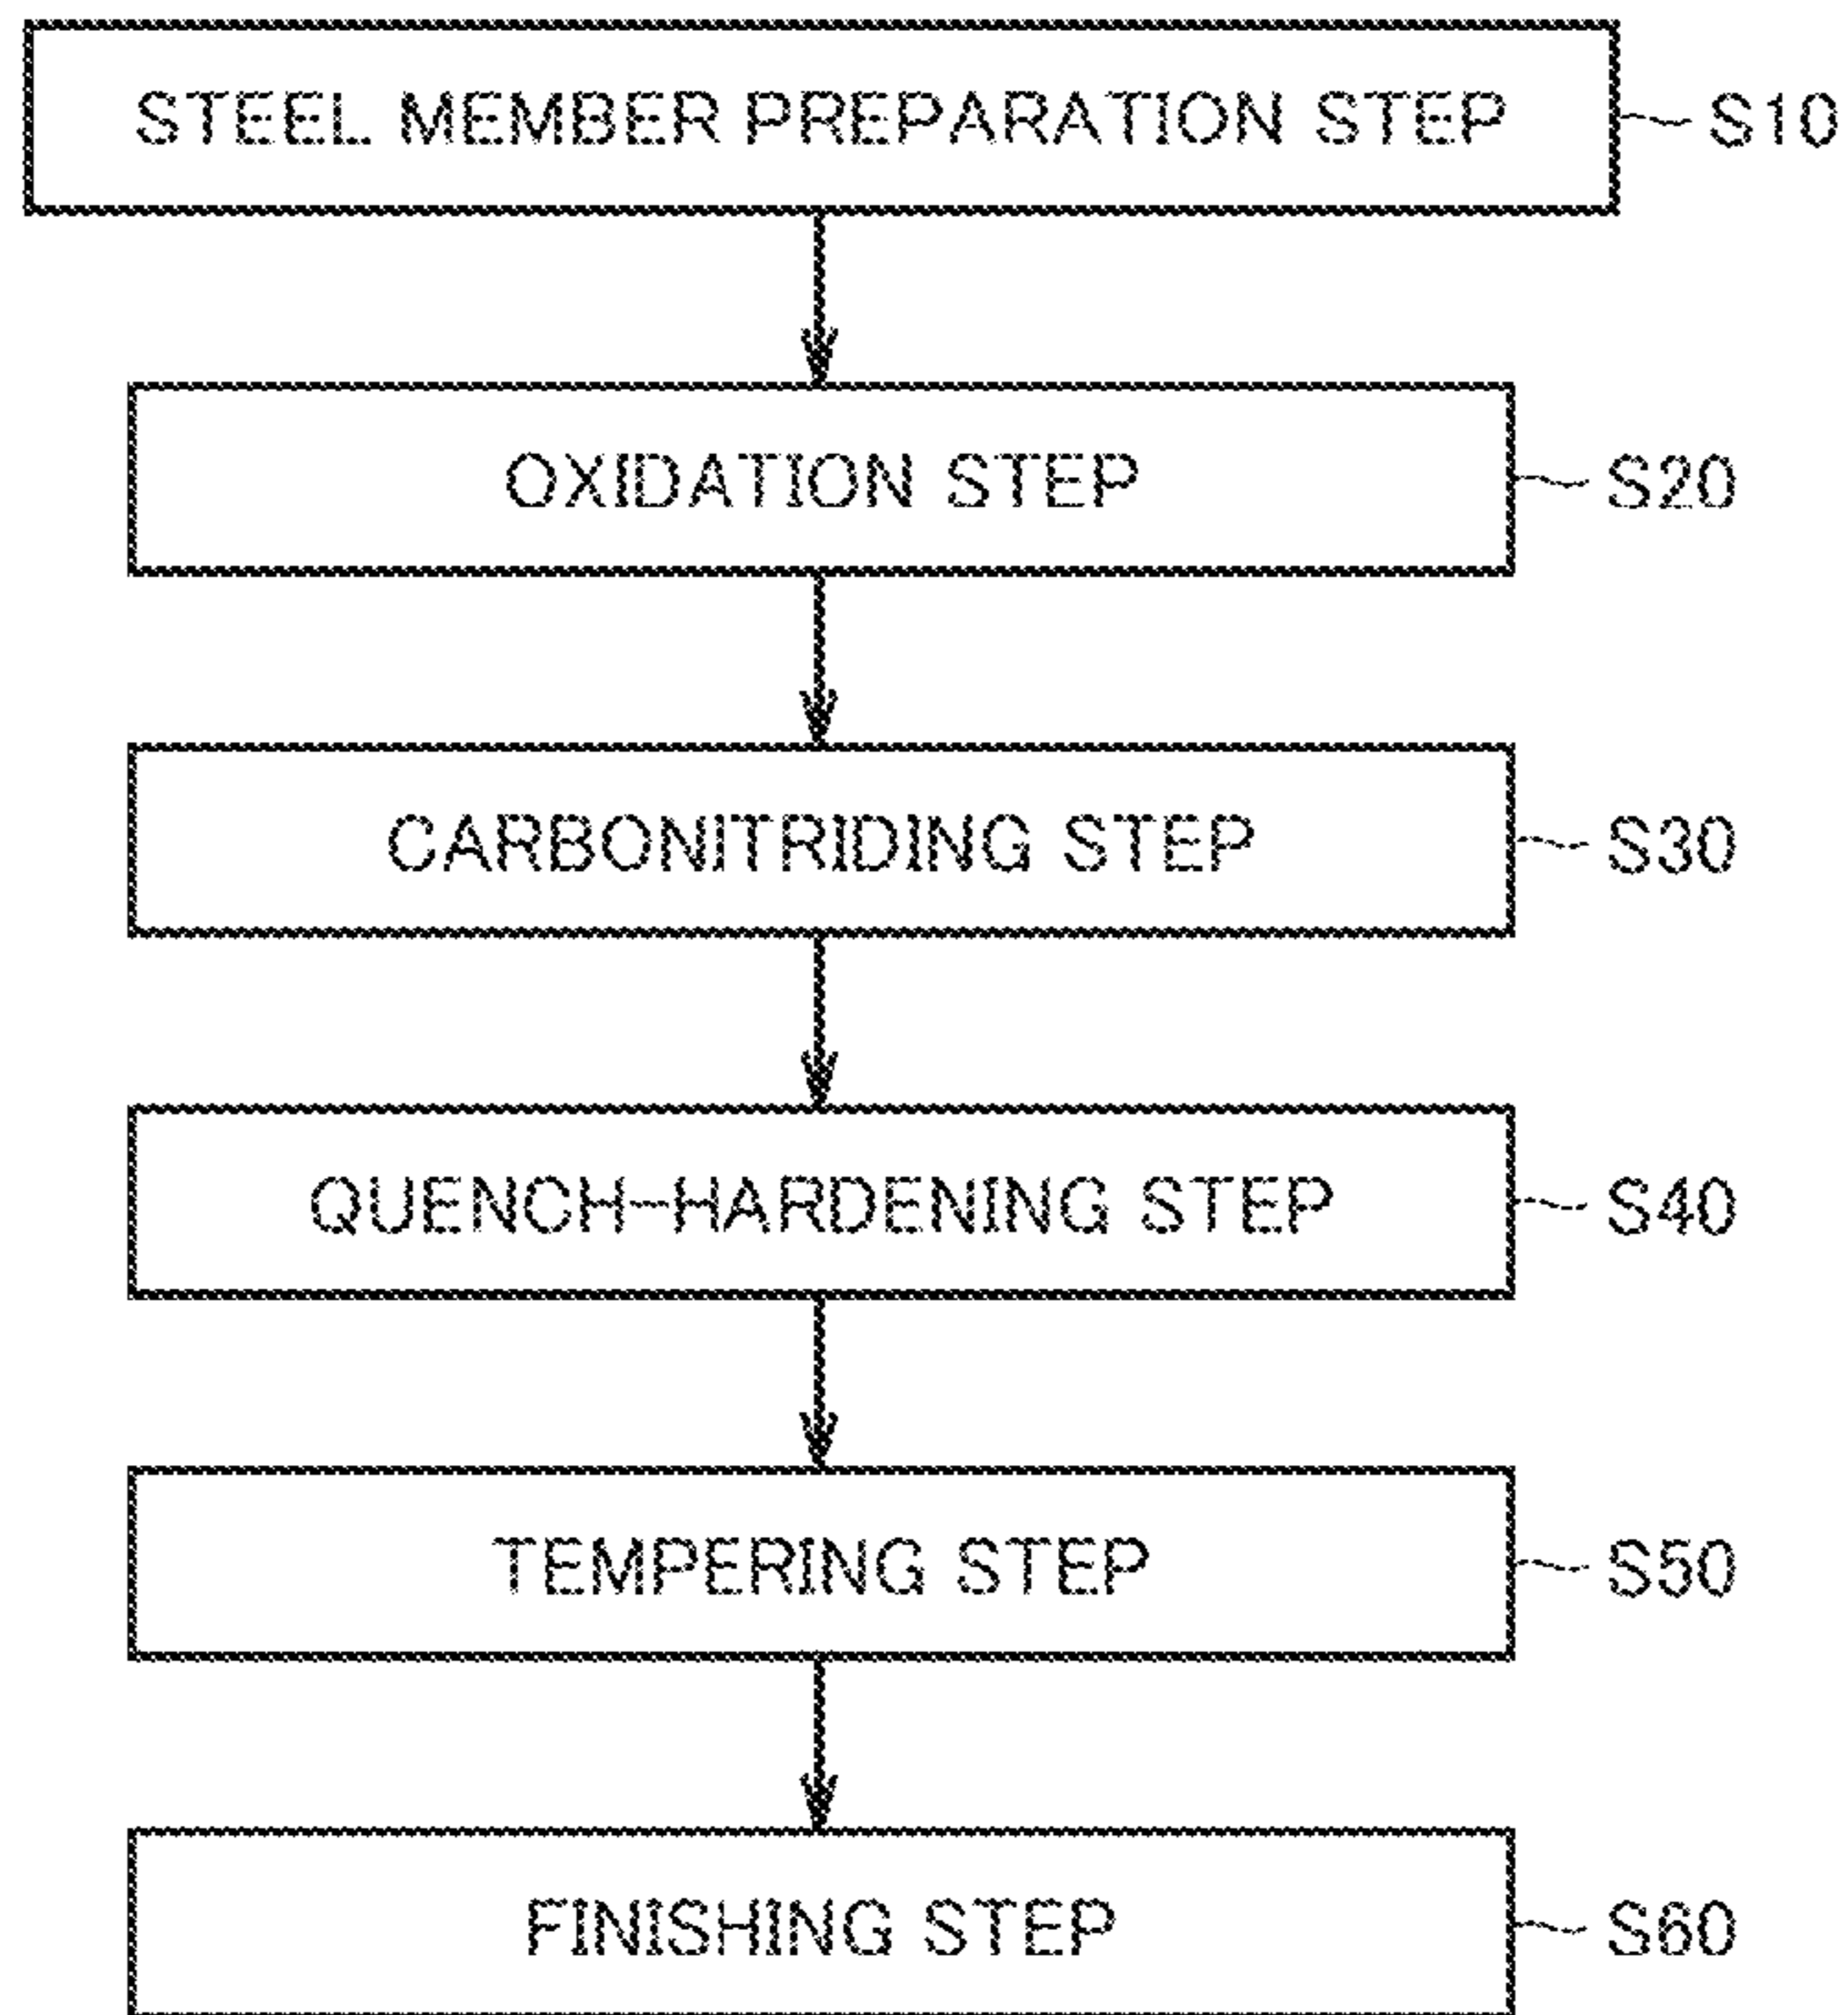 STEEL MEMBER PREPARATION STEP S10
OXIDATION STEP S20
CARBONITRIDING STEP S30
QUENCH-HARDENING STEP S40
TEMPERING STEP S50
FINISHING STEP S60